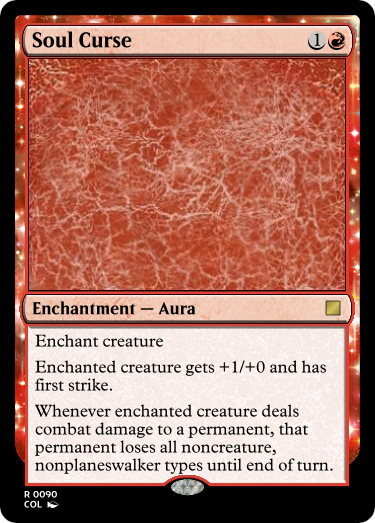 Soul Curse
1
Enchantment — Aura
Enchant creature
Enchanted creature gets +1/+0 and has
first strike.
Whenever enchanted creature deals
combat damage to a permanent, that
permanent loses all noncreature,
nonplaneswalker types until end of turn.
R 0090
COL